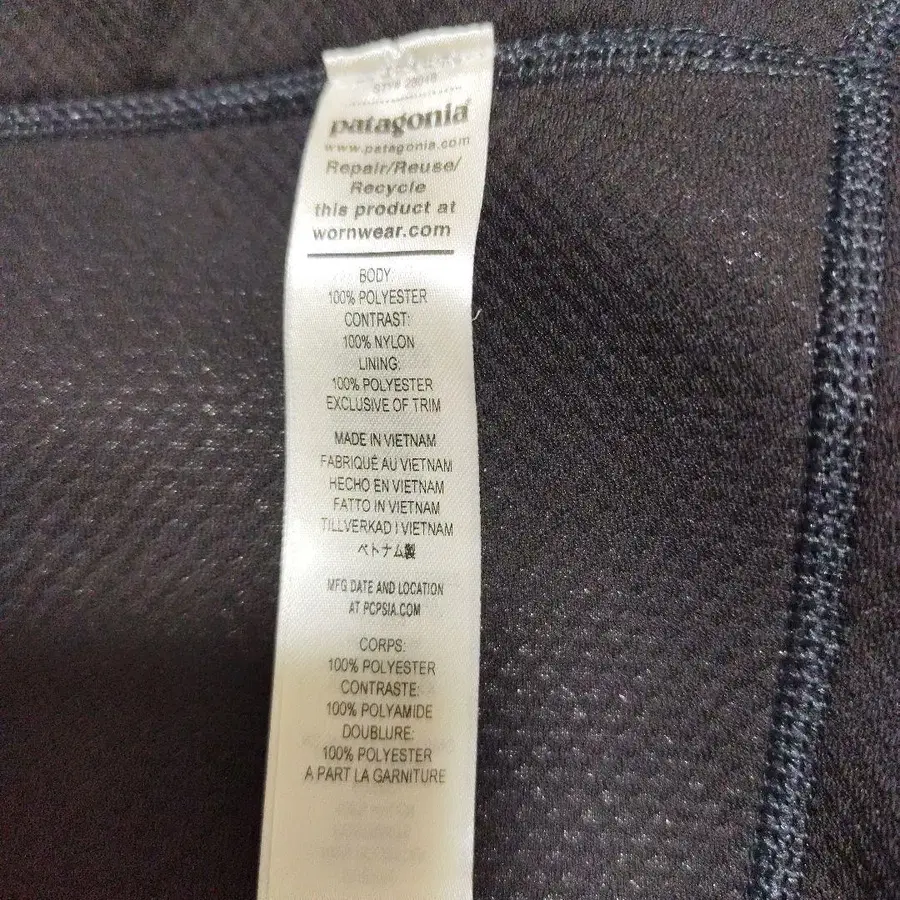 patagonia
www.patagonia.com
Repair/Reuse/
Recycle
this product at
wornwear.com
BODY:
100% POLYESTER
CONTRAST:
100% NYLON
LINING:
100% POLYESTER
EXCLUSIVE OF TRIM
MADE IN VIETNAM
FABRIQUÉ AU VIETNAM
HECHO EN VIETNAM
FATTO IN VIETNAM
TILLVERKAD I VIETNAM
ベトナム製
MFG DATE AND LOCATION
AT PCPSIA.COM
CORPS:
100% POLYESTER
CONTRASTE:
100% POLYAMIDE
DOUBLURE:
100% POLYESTER
A PART LA GARNITURE